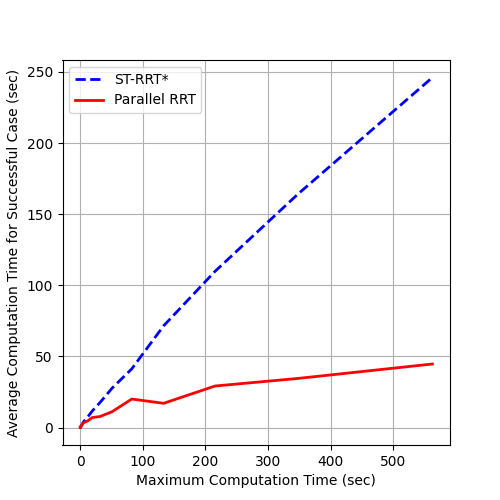 Average Computation Time for Successful Case (sec)
250
200
150
100
50
0
ST-RRT*
Parallel RRT
0 100 200 300 400 500
Maximum Computation Time (sec)